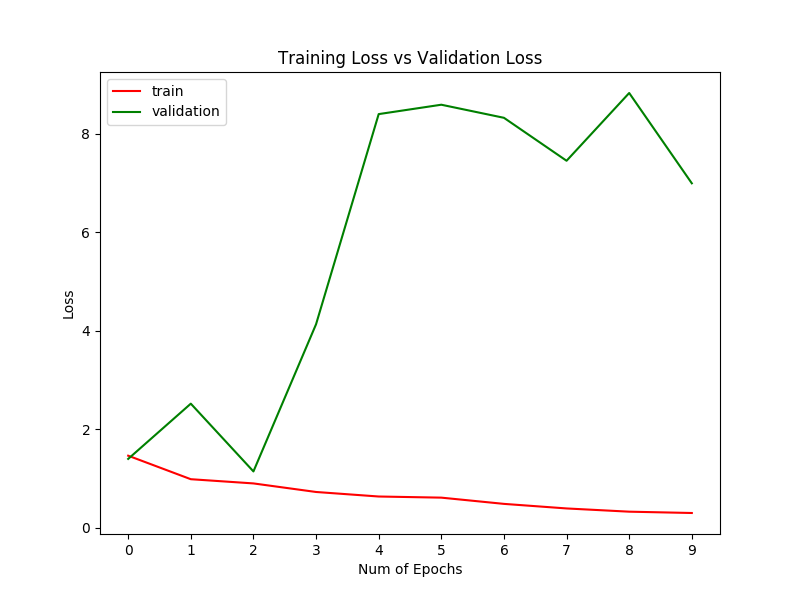 Training Loss vs Validation Loss
train
validation
8
6
4
2
0
Loss
0 1 2 3 4 5 6 7 8 9
Num of Epochs